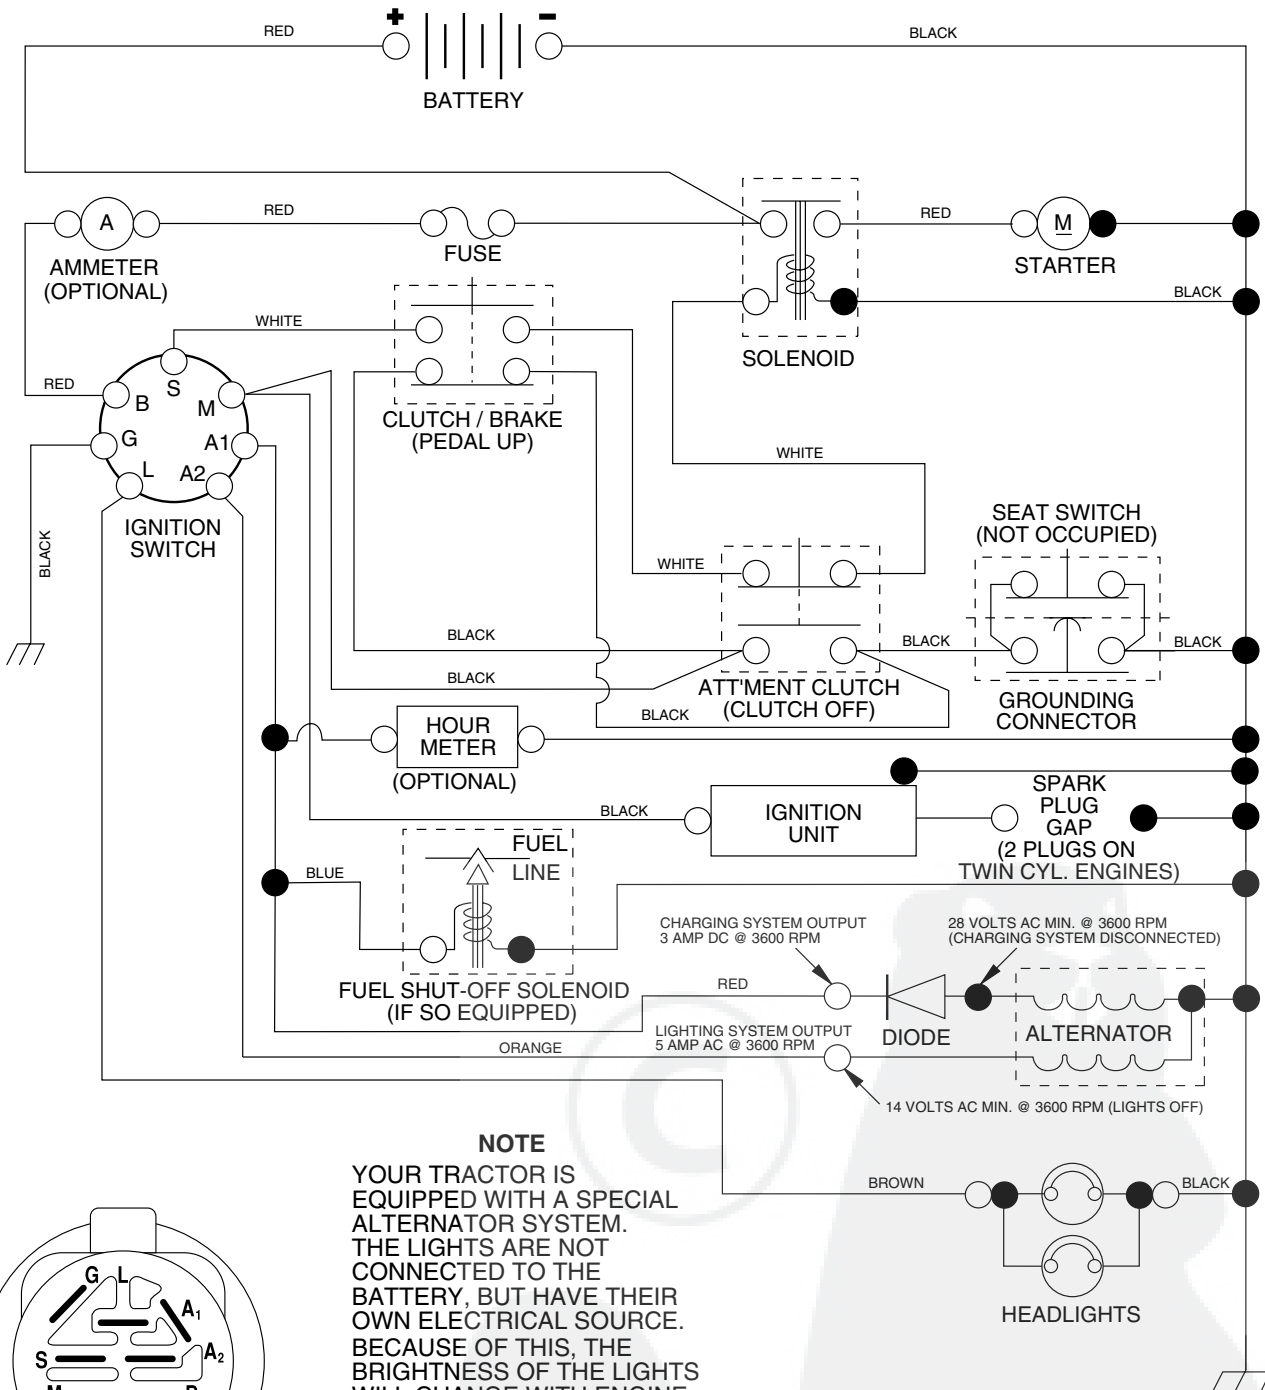 + -
RED
BLACK
BATTERY
A
RED
FUSE
RED
M
STARTER
AMMETER
(OPTIONAL)
BLACK
WHITE
SOLENOID
RED
S
B
M
CLUTCH / BRAKE
(PEDAL UP)
G
A1
L
A2
WHITE
IGNITION
SWITCH
BLACK
SEAT SWITCH
(NOT OCCUPIED)
WHITE
BLACK
BLACK
BLACK
BLACK
ATT'MENT CLUTCH
(CLUTCH OFF)
BLACK
GROUNDING
CONNECTOR
HOUR
METER
(OPTIONAL)
BLACK
IGNITION
UNIT
SPARK
PLUG
GAP
(2 PLUGS ON
TWIN CYL. ENGINES)
FUEL
LINE
BLUE
CHARGING SYSTEM OUTPUT
3 AMP DC @ 3600 RPM
28 VOLTS AC MIN. @ 3600 RPM
(CHARGING SYSTEM DISCONNECTED)
FUEL SHUT-OFF SOLENOID
(IF SO EQUIPPED)
RED
LIGHTING SYSTEM OUTPUT
5 AMP AC @ 3600 RPM
DIODE
ALTERNATOR
ORANGE
14 VOLTS AC MIN. @ 3600 RPM (LIGHTS OFF)
©
NOTE
YOUR TRACTOR IS
EQUIPPED WITH A SPECIAL
ALTERNATOR SYSTEM.
THE LIGHTS ARE NOT
CONNECTED TO THE
BATTERY, BUT HAVE THEIR
OWN ELECTRICAL SOURCE.
BECAUSE OF THIS, THE
BRIGHTNESS OF THE LIGHTS
WILL CHANGE WITH ENGINE
BROWN
BLACK
HEADLIGHTS
G L
A1
S
A2
M
B